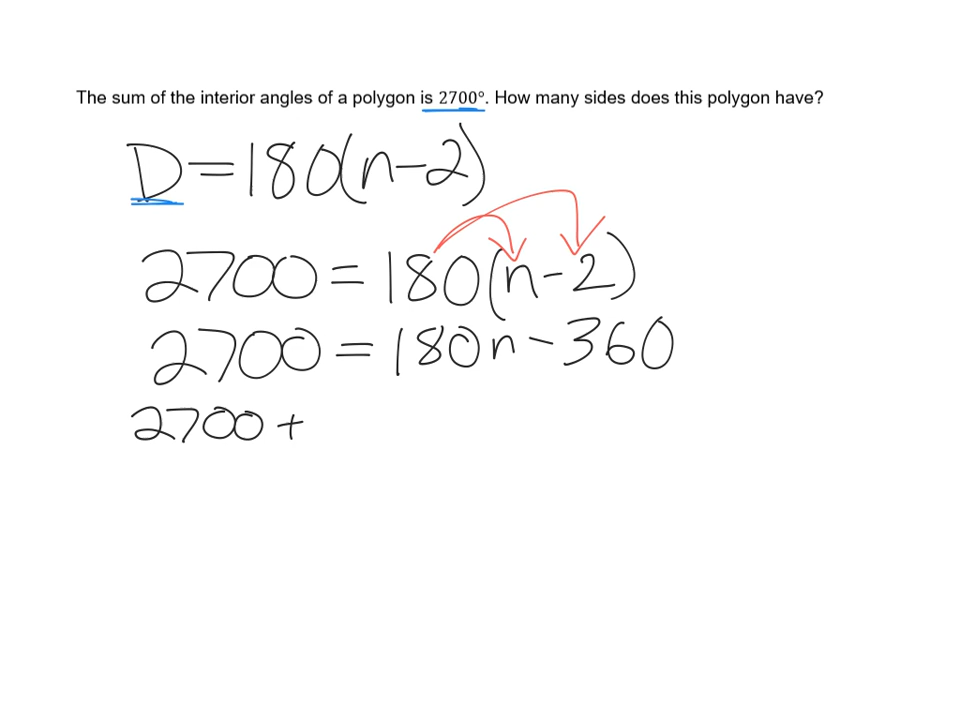 The sum of the interior angles of a polygon is 2700°. How many sides does this polygon have?
D=180(n-2)
2700=180(n-2)
2700=180n-360
2700+